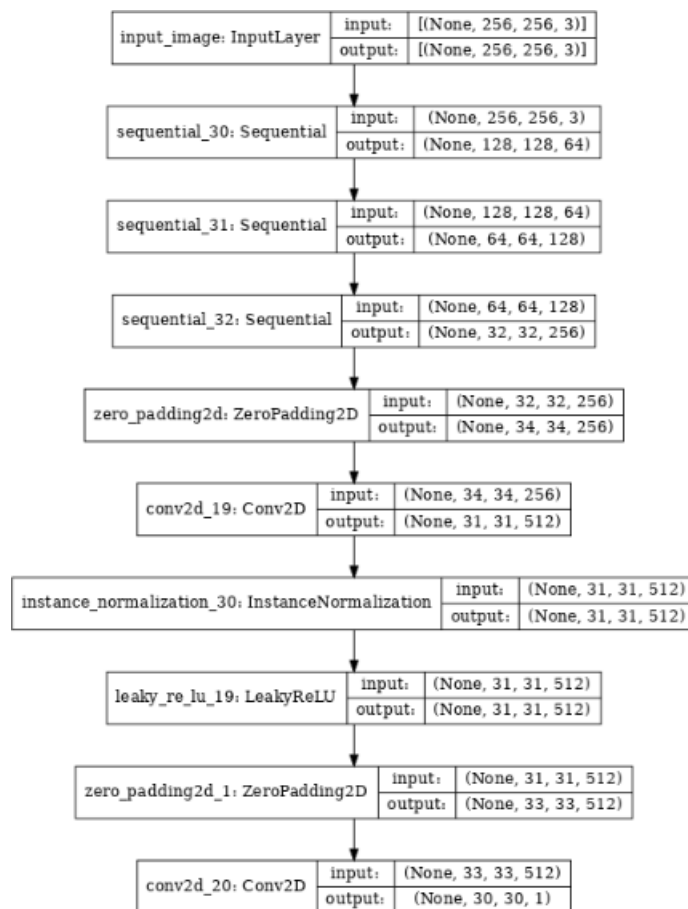 input_image: InputLayer
input: [(None, 256, 256, 3)]
output: [(None, 256, 256, 3)]
sequential_30: Sequential
input: (None, 256, 256, 3)
output: (None, 128, 128, 64)
sequential_31: Sequential
input: (None, 128, 128, 64)
output: (None, 64, 64, 128)
sequential_32: Sequential
input: (None, 64, 64, 128)
output: (None, 32, 32, 256)
zero_padding2d: ZeroPadding2D
input: (None, 32, 32, 256)
output: (None, 34, 34, 256)
conv2d_19: Conv2D
input: (None, 34, 34, 256)
output: (None, 31, 31, 512)
instance_normalization_30: InstanceNormalization
input: (None, 31, 31, 512)
output: (None, 31, 31, 512)
leaky_re_lu_19: LeakyReLU
input: (None, 31, 31, 512)
output: (None, 31, 31, 512)
zero_padding2d_1: ZeroPadding2D
input: (None, 31, 31, 512)
output: (None, 33, 33, 512)
conv2d_20: Conv2D
input: (None, 33, 33, 512)
output: (None, 30, 30, 1)